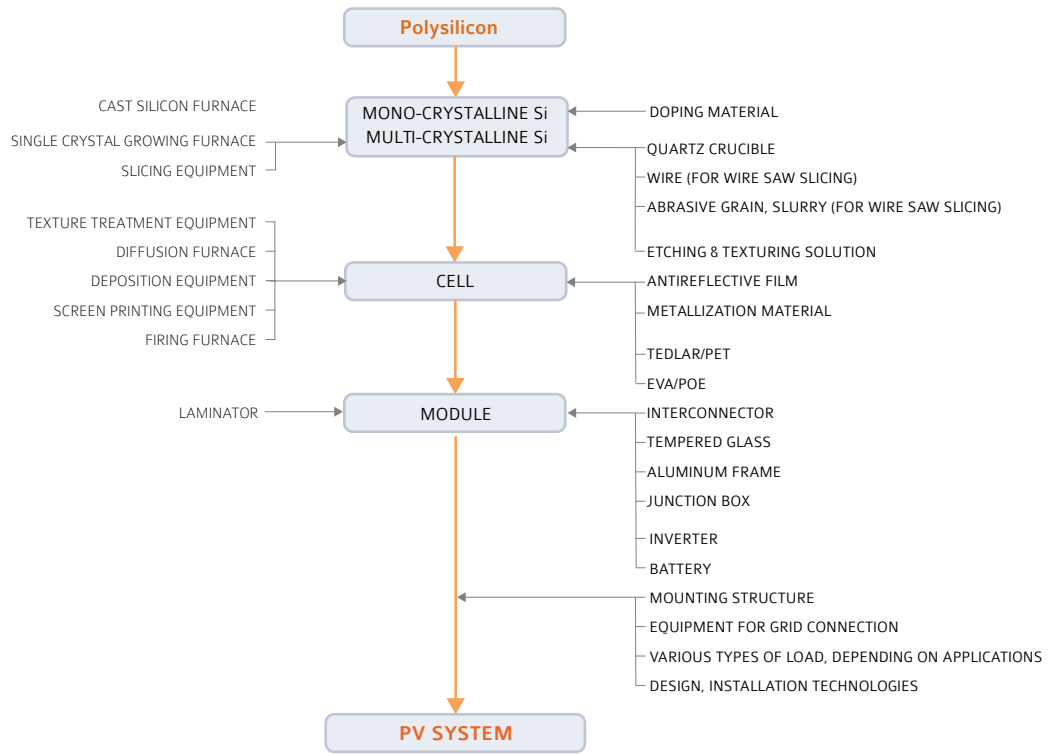 Polysilicon
CAST SILICON FURNACE
SINGLE CRYSTAL GROWING FURNACE
SLICING EQUIPMENT
MONO-CRYSTALLINE Si
MULTI-CRYSTALLINE Si
DOPING MATERIAL
QUARTZ CRUCIBLE
WIRE (FOR WIRE SAW SLICING)
ABRASIVE GRAIN, SLURRY (FOR WIRE SAW SLICING)
ETCHING & TEXTURING SOLUTION
TEXTURE TREATMENT EQUIPMENT
DIFFUSION FURNACE
DEPOSITION EQUIPMENT
SCREEN PRINTING EQUIPMENT
FIRING FURNACE
CELL
ANTIREFLECTIVE FILM
METALLIZATION MATERIAL
TEDLAR/PET
EVA/POE
LAMINATOR
MODULE
INTERCONNECTOR
TEMPERED GLASS
ALUMINUM FRAME
JUNCTION BOX
INVERTER
BATTERY
MOUNTING STRUCTURE
EQUIPMENT FOR GRID CONNECTION
VARIOUS TYPES OF LOAD, DEPENDING ON APPLICATIONS
DESIGN, INSTALLATION TECHNOLOGIES
PV SYSTEM